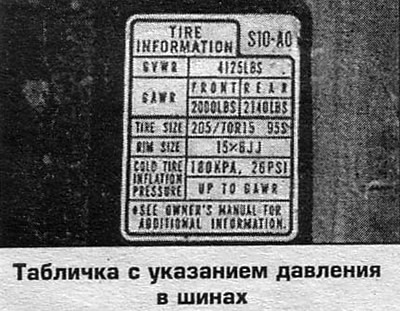 TIRE
INFORMATION
S10-A0
GVWR 4125LBS
GAWR FRONT REAR
2000LBS 2140LBS
TIRE SIZE 205/70R15 95S
RIM SIZE 15×6JJ
COLD TIRE
INFLATION
PRESSURE
180KPA, 26PSI
UP TO GAWR
*SEE OWNER'S MANUAL FOR
ADDITIONAL INFORMATION.
Табличка с указанием давления
в шинах